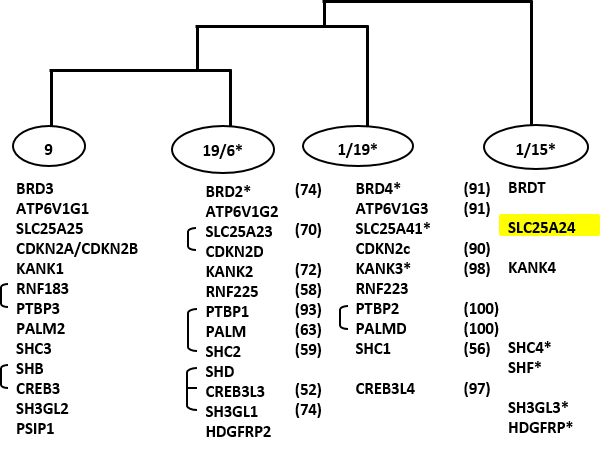 9 19/6* 1/19* 1/15*
BRD3 BRD2* (74) BRD4* (91) BRDT
ATP6V1G1 ATP6V1G2 ATP6V1G3 (91)
SLC25A25 SLC25A23 (70) SLC25A41* SLC25A24
CDKN2A/CDKN2B CDKN2D CDKN2c (90)
KANK1 KANK2 (72) KANK3* (98) KANK4
RNF183 RNF225 (58) RNF223
PTBP3 PTBP1 (93) PTBP2 (100)
PALM2 PALM (63) PALMD (100)
SHC3 SHC2 (59) SHC1 (56) SHC4*
SHB SHD SHF*
CREB3 CREB3L3 (52) CREB3L4 (97)
SH3GL2 SH3GL1 (74) SH3GL3*
PSIP1 HDGFRP2 HDGFRP*